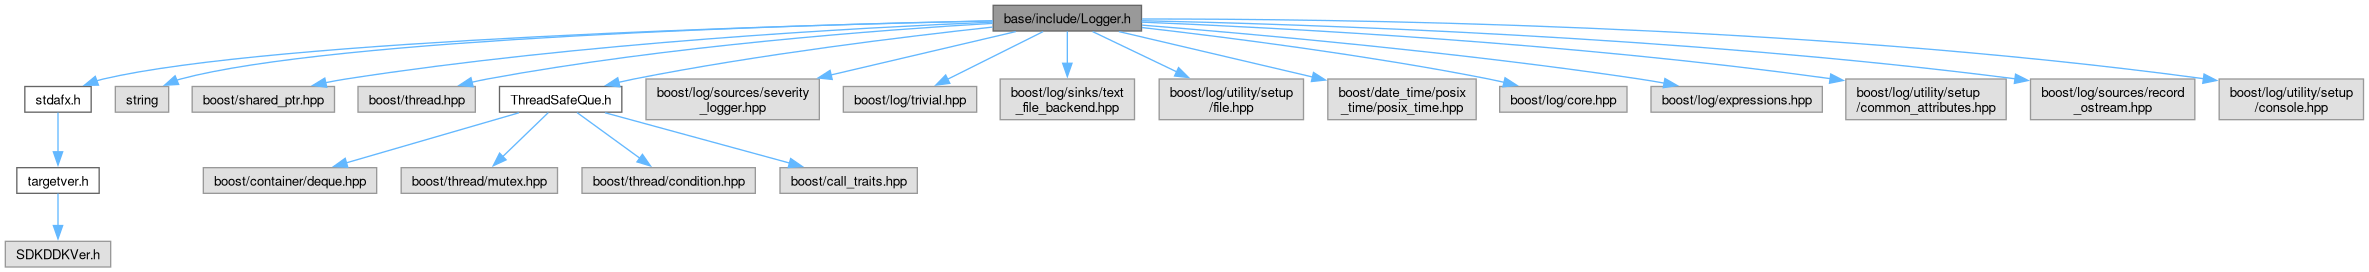 base/include/Logger.h
stdafx.h
string
boost/shared_ptr.hpp
boost/thread.hpp
ThreadSafeQue.h
boost/log/sources/severity
_logger.hpp
boost/log/trivial.hpp
boost/log/sinks/text
_file_backend.hpp
boost/log/utility/setup
/file.hpp
boost/date_time/posix
_time/posix_time.hpp
boost/log/core.hpp
boost/log/expressions.hpp
boost/log/utility/setup
/common_attributes.hpp
boost/log/sources/record
_ostream.hpp
boost/log/utility/setup
/console.hpp
targetver.h
boost/container/deque.hpp
boost/thread/mutex.hpp
boost/thread/condition.hpp
boost/call_traits.hpp
SDKDDKVer.h